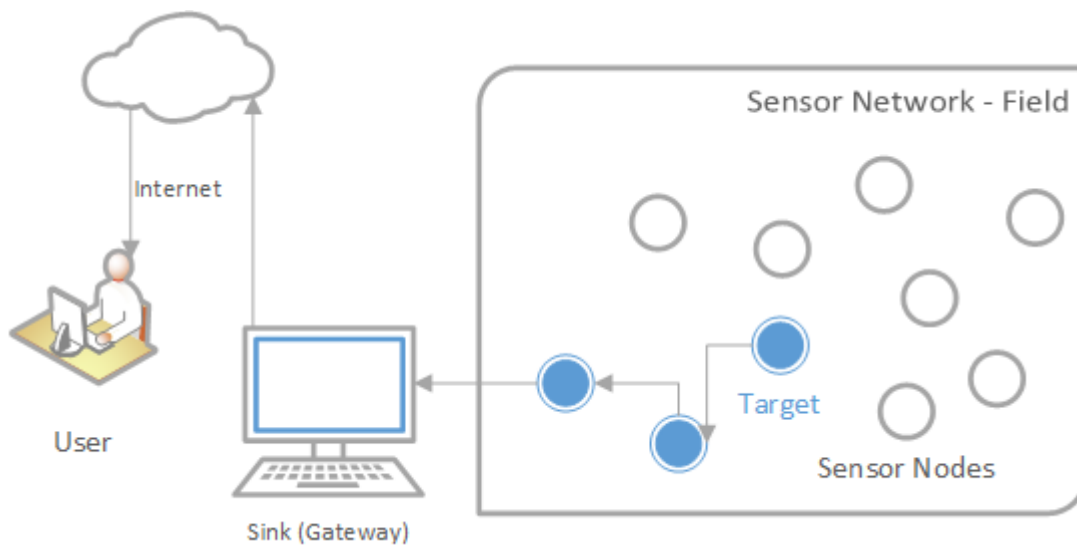 Sensor Network - Field
Internet
Target
User
Sensor Nodes
Sink (Gateway)